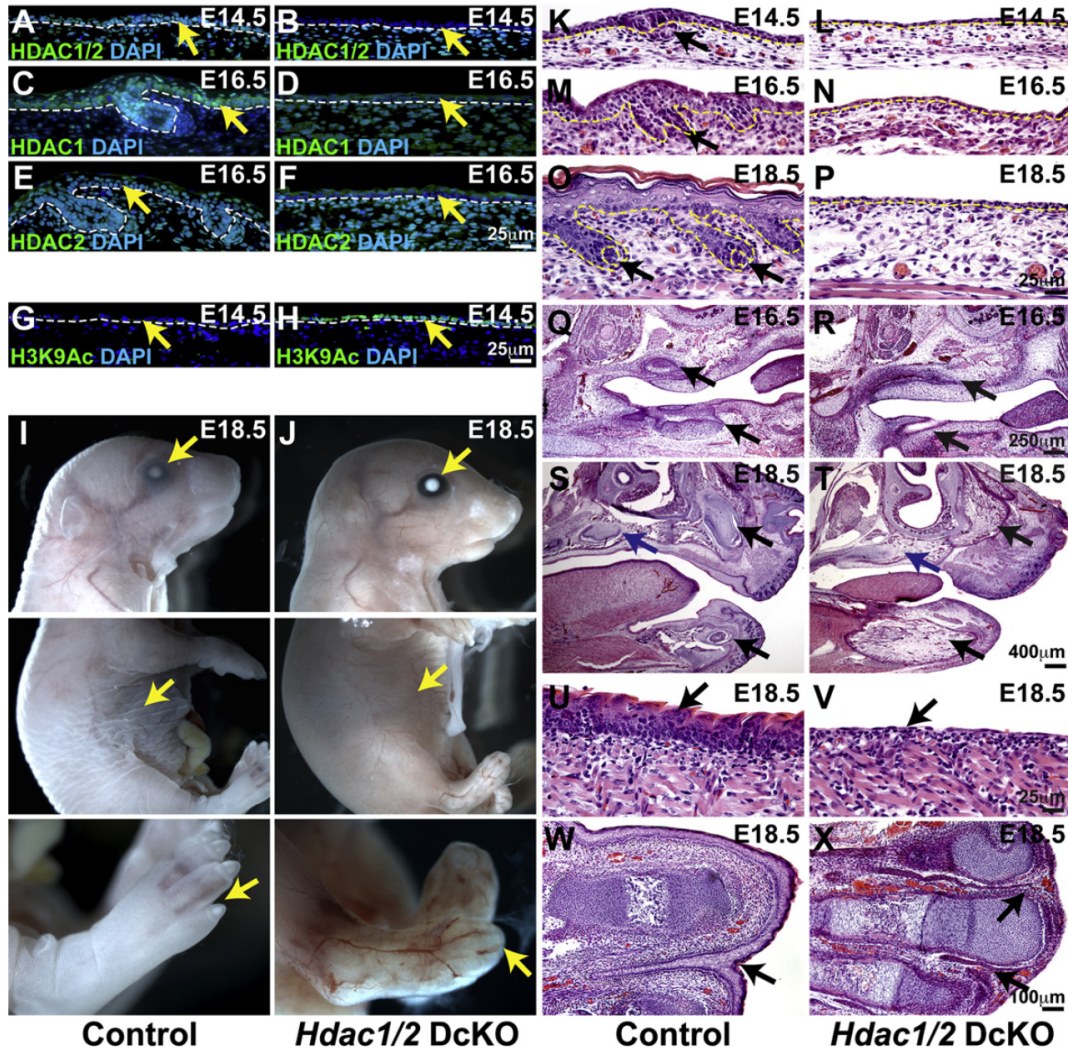 A E14.5
HDAC1/2 DAPI
B E14.5
HDAC1/2 DAPI
C E16.5
HDAC1 DAPI
D E16.5
HDAC1 DAPI
E E16.5
HDAC2 DAPI
F E16.5
HDAC2 DAPI
25µm
G E14.5
H3K9Ac DAPI
H E14.5
H3K9Ac DAPI
25µm
I E18.5
J E18.5
K E14.5
L E14.5
M E16.5
N E16.5
O E18.5
P E18.5
25µm
Q E16.5
R E16.5
250µm
S E18.5
T E18.5
400µm
U E18.5
V E18.5
25µm
W E18.5
X E18.5
100µm
Control
Hdac1/2 DcKO
Control
Hdac1/2 DcKO